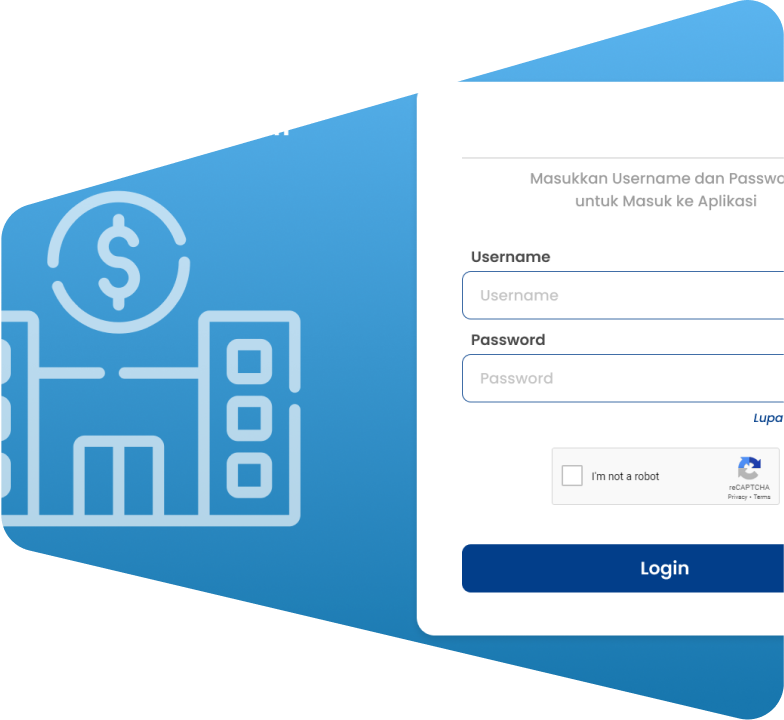 Masukkan Username dan Passwo
untuk Masuk ke Aplikasi
Username
Username
Password
Password
Lupa
I'm not a robot
reCAPTCHA
Privacy • Terms
Login